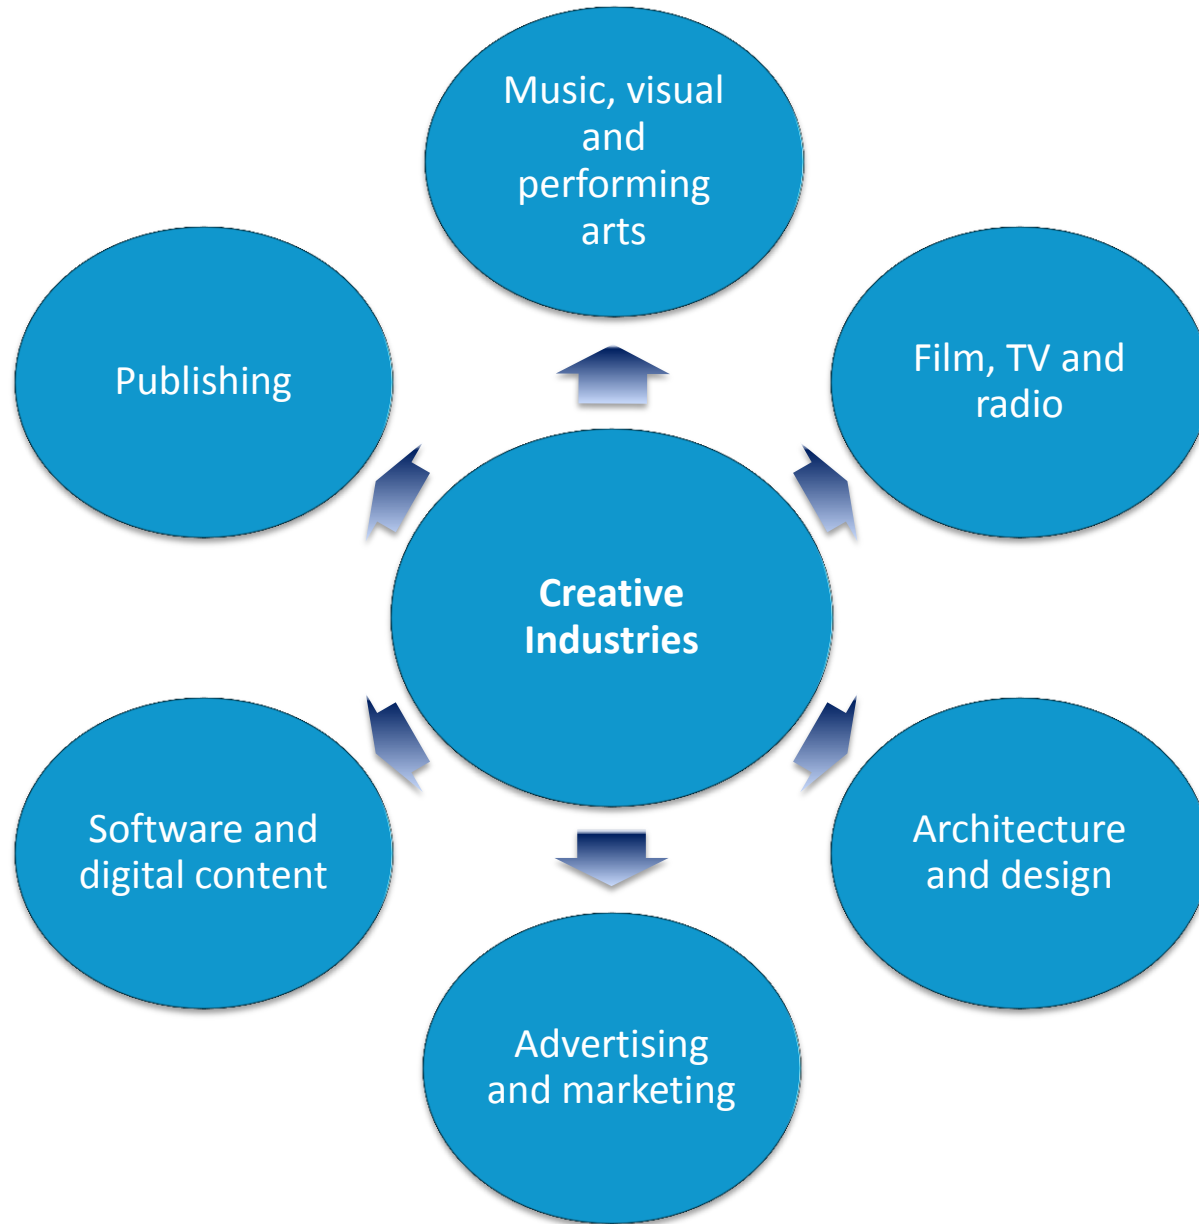 Music, visual
and
performing
arts
Publishing
Film, TV and
radio
Creative
Industries
Software and
digital content
Architecture
and design
Advertising
and marketing